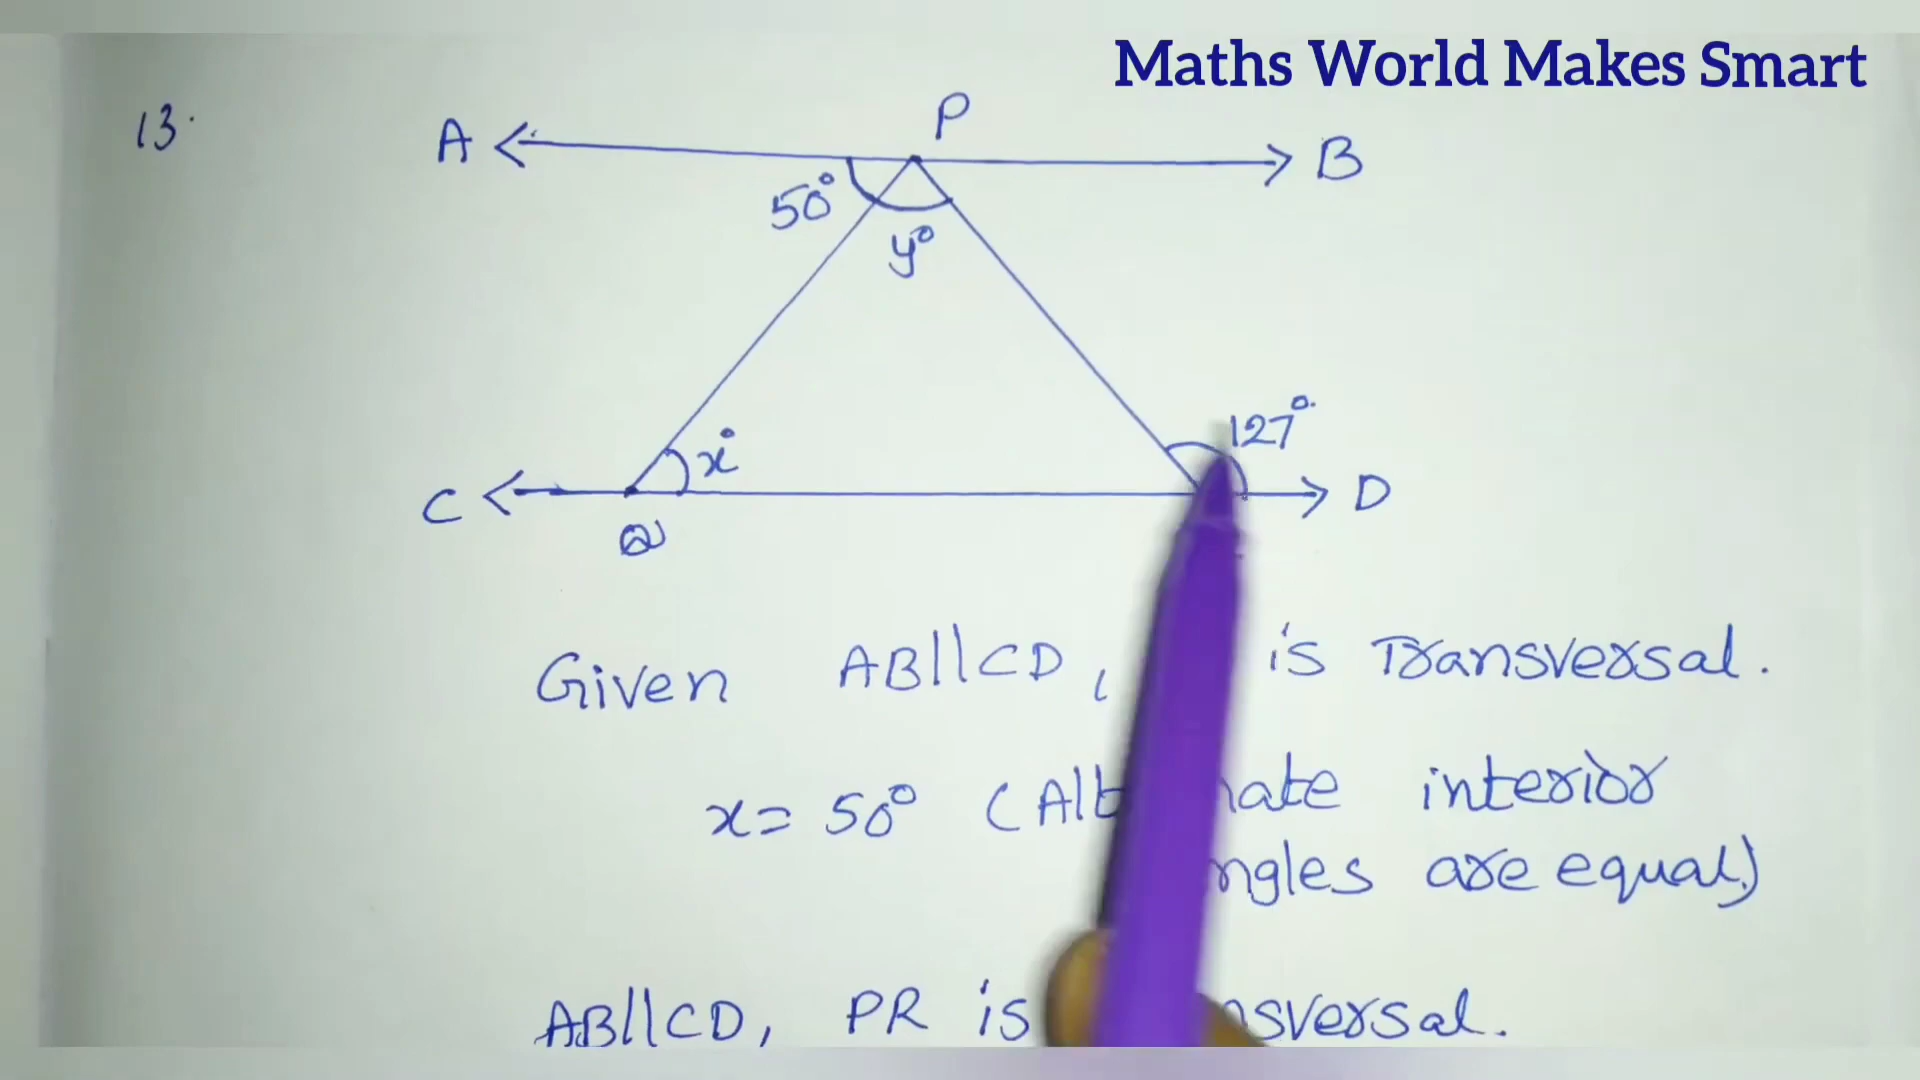 Maths World Makes Smart
13.
P
A
B
50°
y°
127°
x°
C
D
Q
Given AB||CD, is Transversal.
x = 50° (Alt nate interior
ngles are equal)
AB||CD, PR is nsversal.